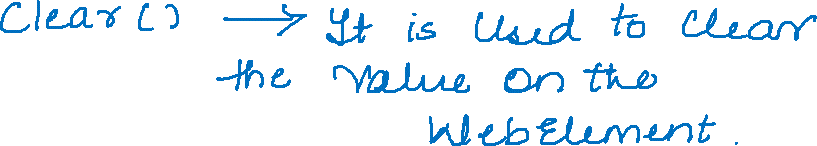 Clear() → It is used to clear
the value on the
WebElement.